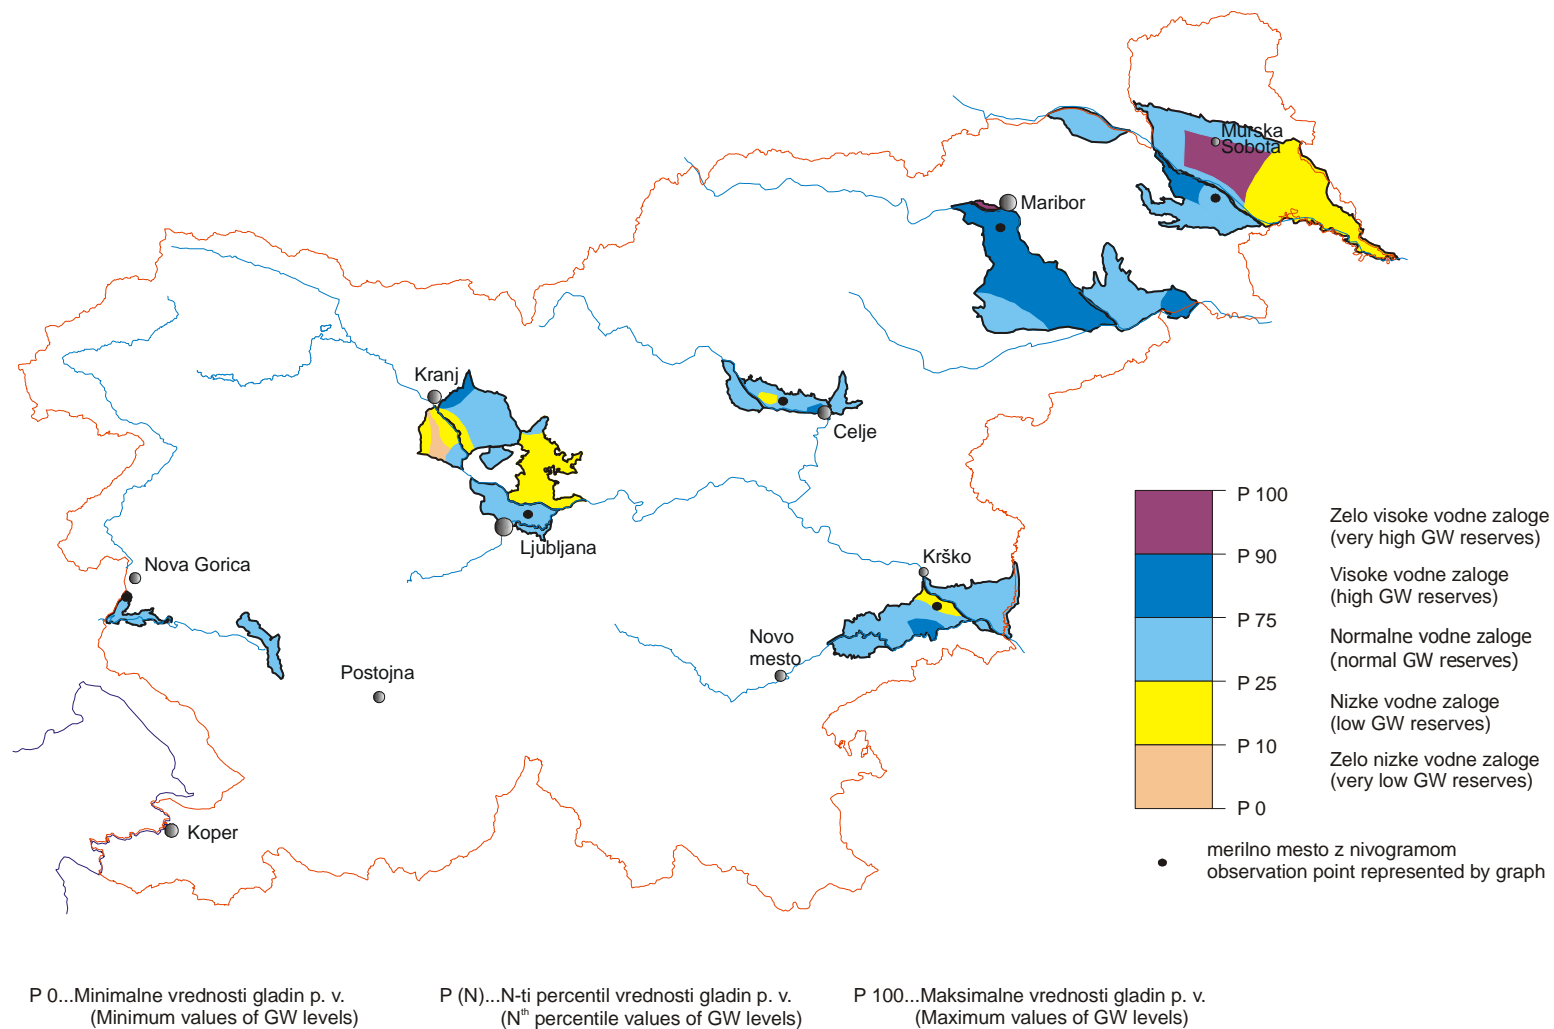 Murska
Sobota
Maribor
Kranj
Celje
Ljubljana
Nova Gorica
Krško
Novo
mesto
Postojna
Koper
P 100
Zelo visoke vodne zaloge
(very high GW reserves)
P 90
Visoke vodne zaloge
(high GW reserves)
P 75
Normalne vodne zaloge
(normal GW reserves)
P 25
Nizke vodne zaloge
(low GW reserves)
P 10
Zelo nizke vodne zaloge
(very low GW reserves)
P 0
merilno mesto z nivogramom
observation point represented by graph
P 0...Minimalne vrednosti gladin p. v.
(Minimum values of GW levels)
P (N)...N-ti percentil vrednosti gladin p. v.
(Nth percentile values of GW levels)
P 100...Maksimalne vrednosti gladin p. v.
(Maximum values of GW levels)